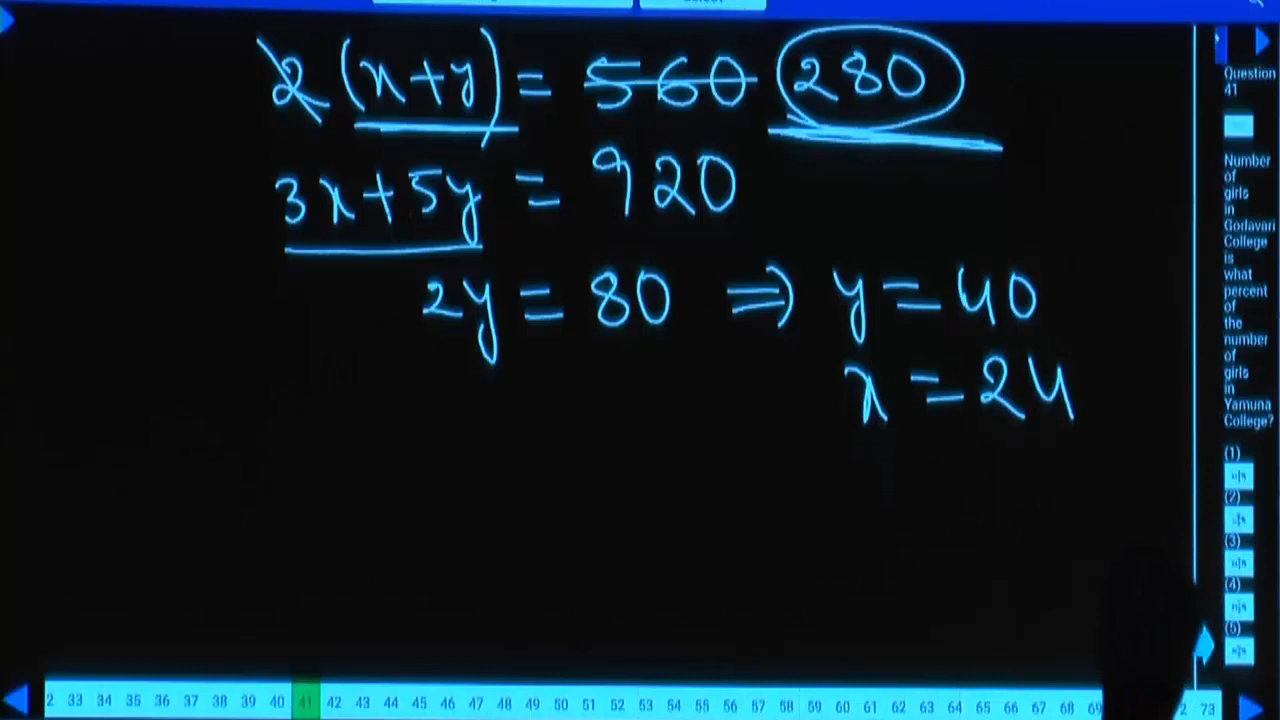 2(x+y) = 560 280
3x+5y = 920
2y = 80 ⇒ y = 40
x = 24
Question
41
Number
of
girls
in
Godavari
College
is
what
percent
of
the
number
of
girls
in
Yamuna
College?
(1)
(2)
(3)
(4)
(5)
2 33 34 35 36 37 38 39 40 41 42 43 44 45 46 47 48 49 50 51 52 53 54 55 56 57 58 59 60 61 62 63 64 65 66 67 68 69 2 73